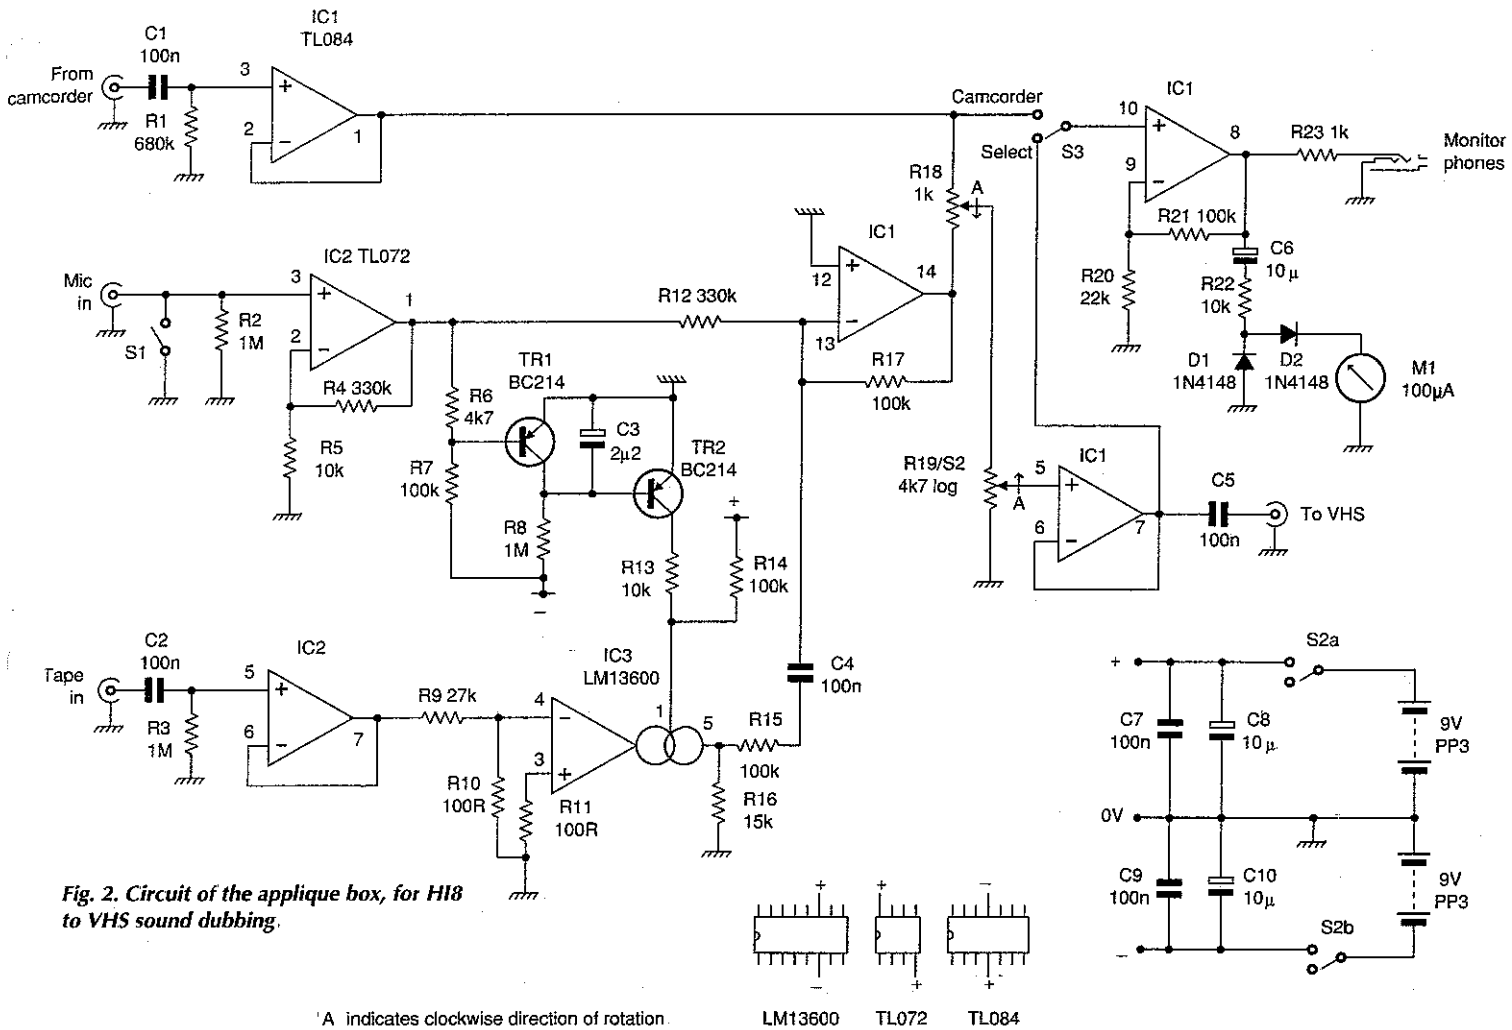 IC1
TL084
C1
100n
From
camcorder
3
+
2
−
1
R1
680k
Camcorder
Select
S3
IC1
10
+
9
−
8
R23 1k
Monitor
phones
R18
1k
A
R21 100k
C6
10µ
R20
22k
R22
10k
D1
1N4148
D2
1N4148
M1
100µA
IC2 TL072
Mic
in
3
+
2
−
1
S1
R2
1M
R4 330k
R5
10k
R12 330k
IC1
12
+
13
−
14
R17
100k
TR1
BC214
R6
4k7
C3
2µ2
TR2
BC214
R7
100k
R8
1M
−
R13
10k
+
R14
100k
R19/S2
4k7 log
A
IC1
5
+
6
−
7
C5
100n
To VHS
Tape
in
C2
100n
R3
1M
IC2
5
+
6
−
7
R9 27k
IC3
LM13600
4
−
3
+
1
5
R10
100R
R11
100R
R15
100k
R16
15k
C4
100n
S2a
+
C7
100n
C8
10µ
9V
PP3
0V
C9
100n
C10
10µ
9V
PP3
S2b
−
Fig. 2. Circuit of the applique box, for HI8
to VHS sound dubbing.
+
−
LM13600
+
+
TL072
−
+
TL084
'A indicates clockwise direction of rotation